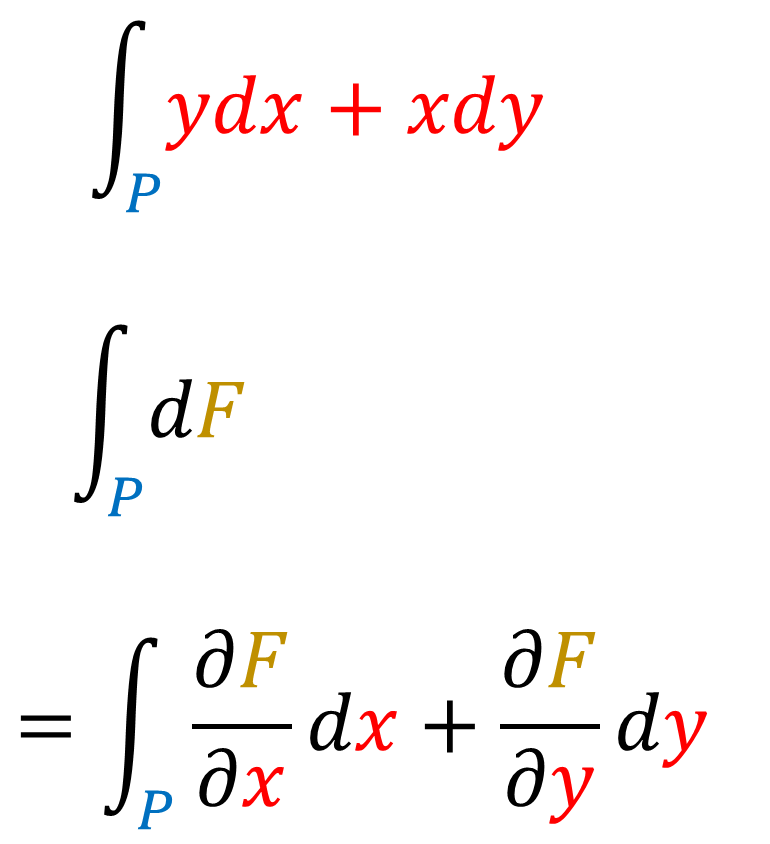 ∫_P ydx + xdy
∫_P dF
= ∫_P ∂F/∂x dx + ∂F/∂y dy